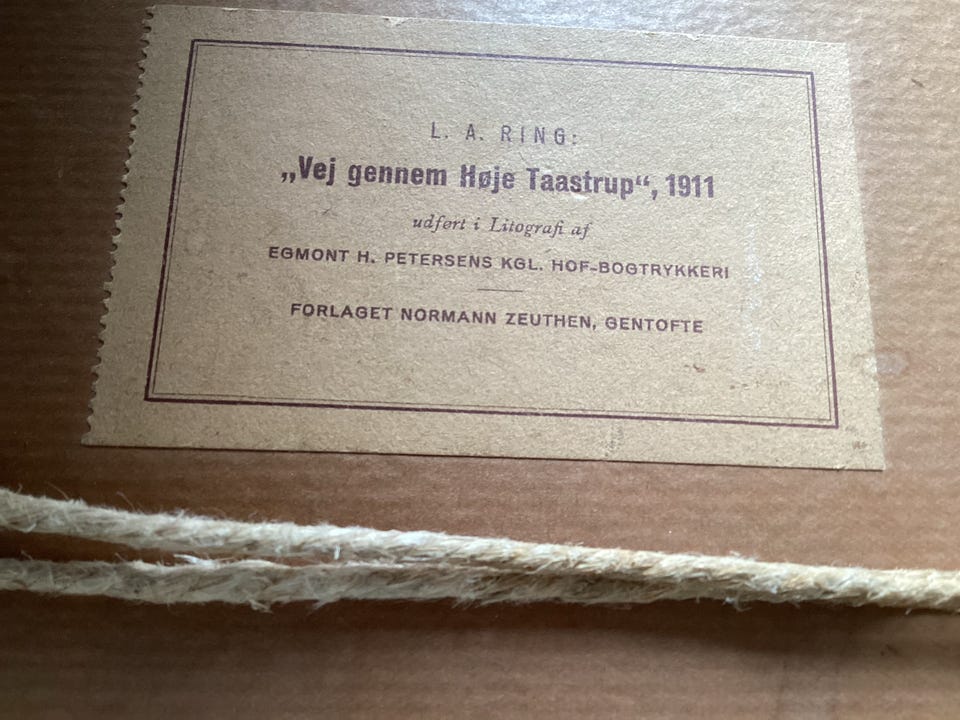 L. A. RING:
„Vej gennem Høje Taastrup“, 1911
udført i Litografi af
EGMONT H. PETERSENS KGL. HOF-BOGTRYKKERI
FORLAGET NORMANN ZEUTHEN, GENTOFTE